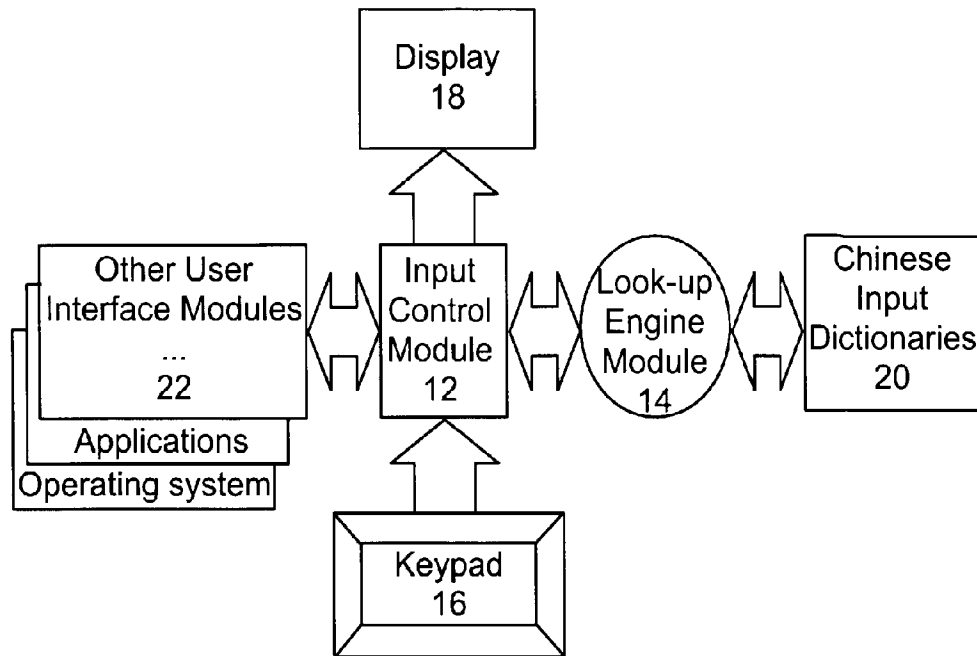 Display
18
Other User
Interface Modules
...
22
Applications
Operating system
Input
Control
Module
12
Look-up
Engine
Module
14
Chinese
Input
Dictionaries
20
Keypad
16